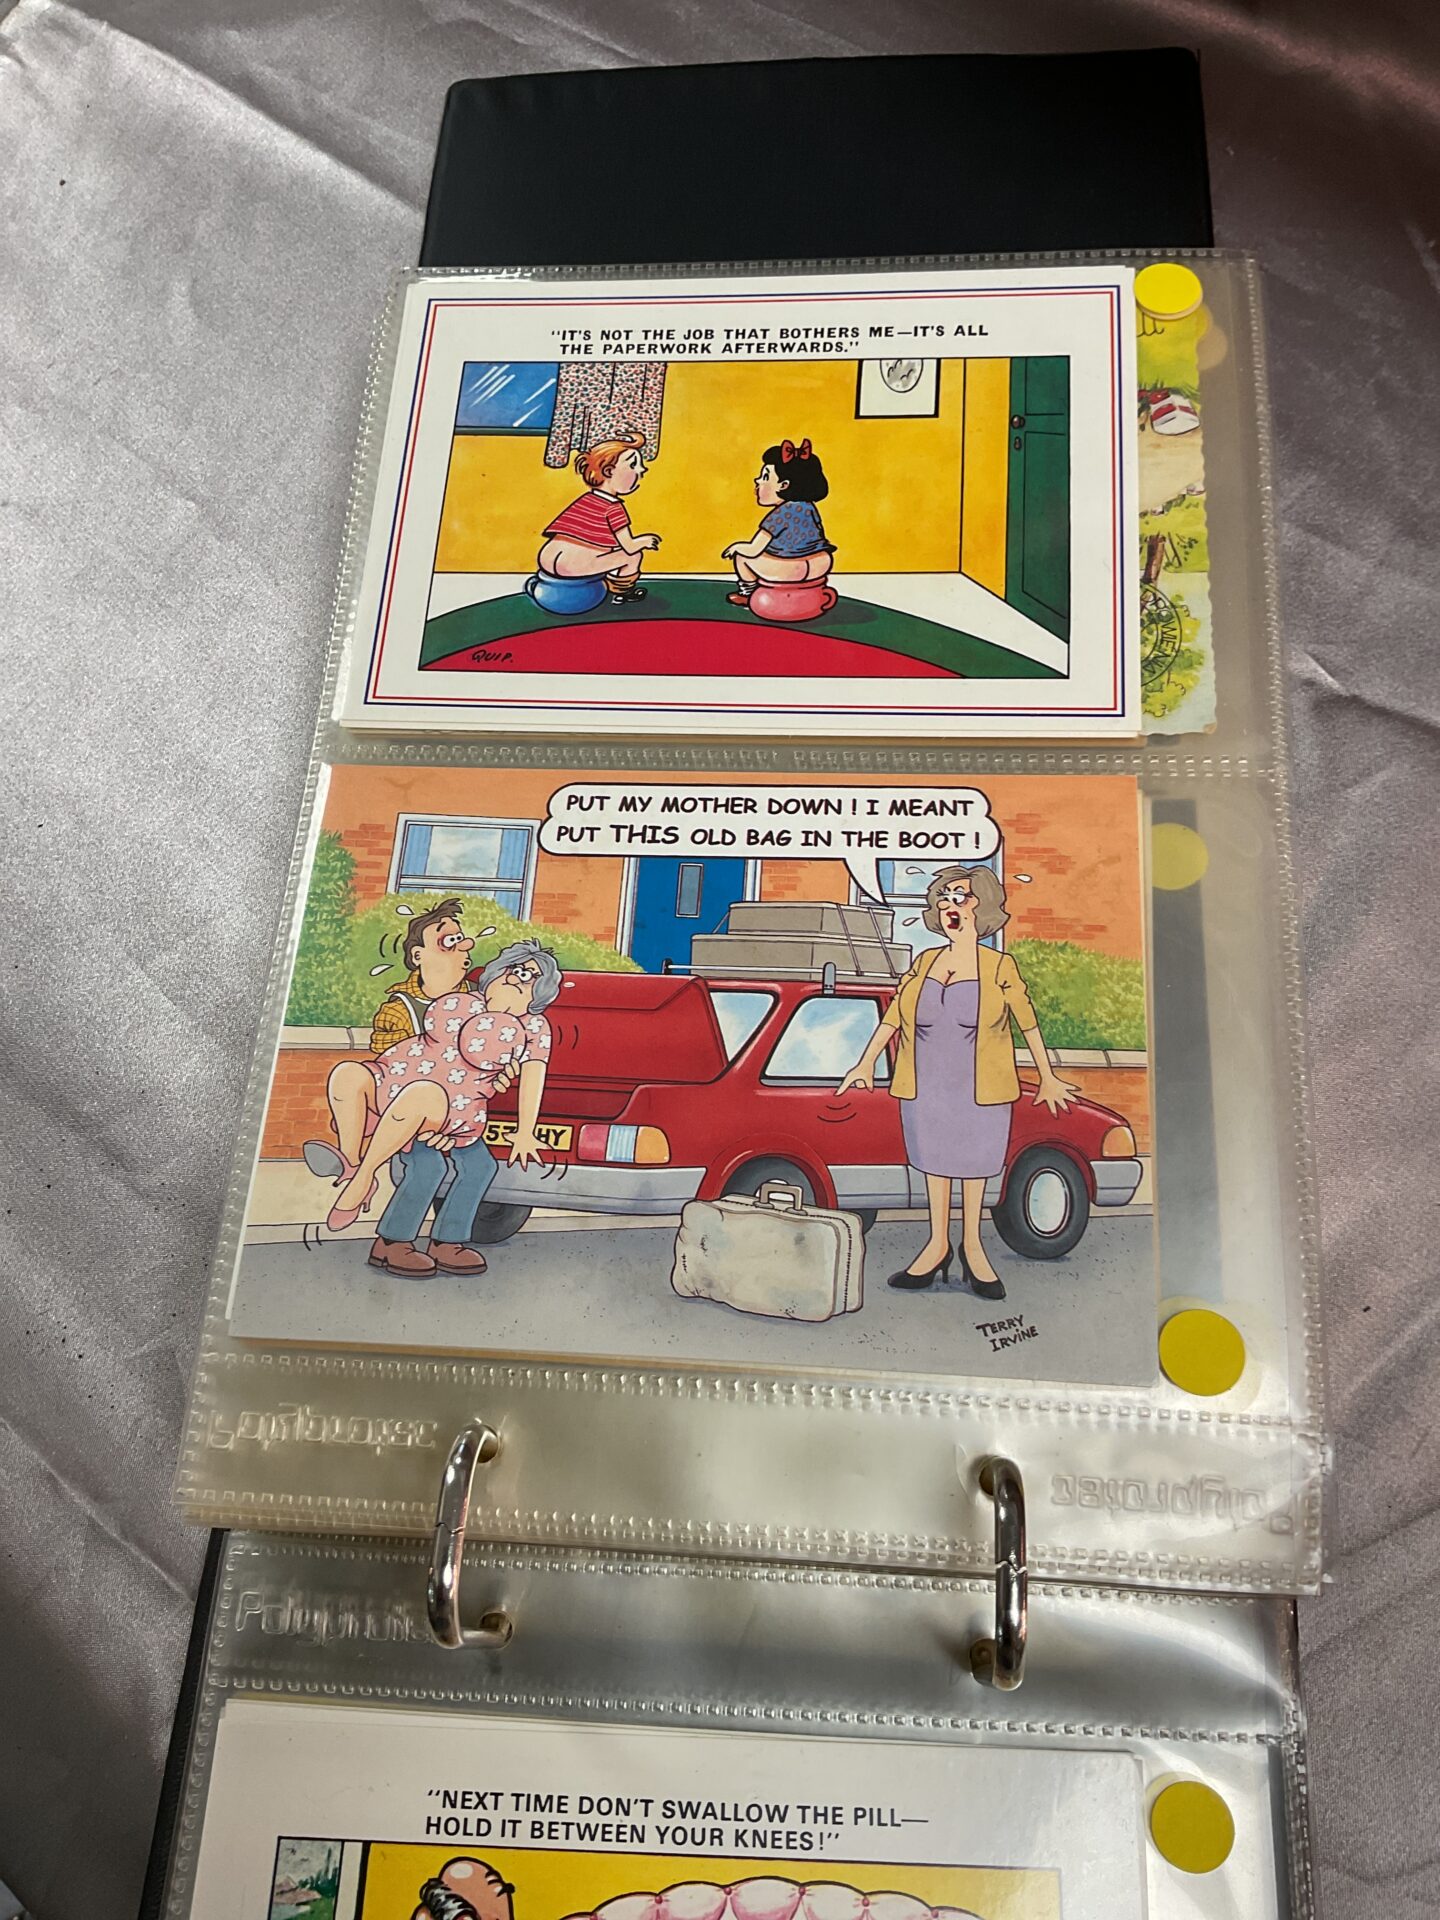 "IT'S NOT THE JOB THAT BOTHERS ME—IT'S ALL
THE PAPERWORK AFTERWARDS."
QUIP.
PUT MY MOTHER DOWN! I MEANT
PUT THIS OLD BAG IN THE BOOT!
HY
TERRY
IRVINE
"NEXT TIME DON'T SWALLOW THE PILL—
HOLD IT BETWEEN YOUR KNEES!"